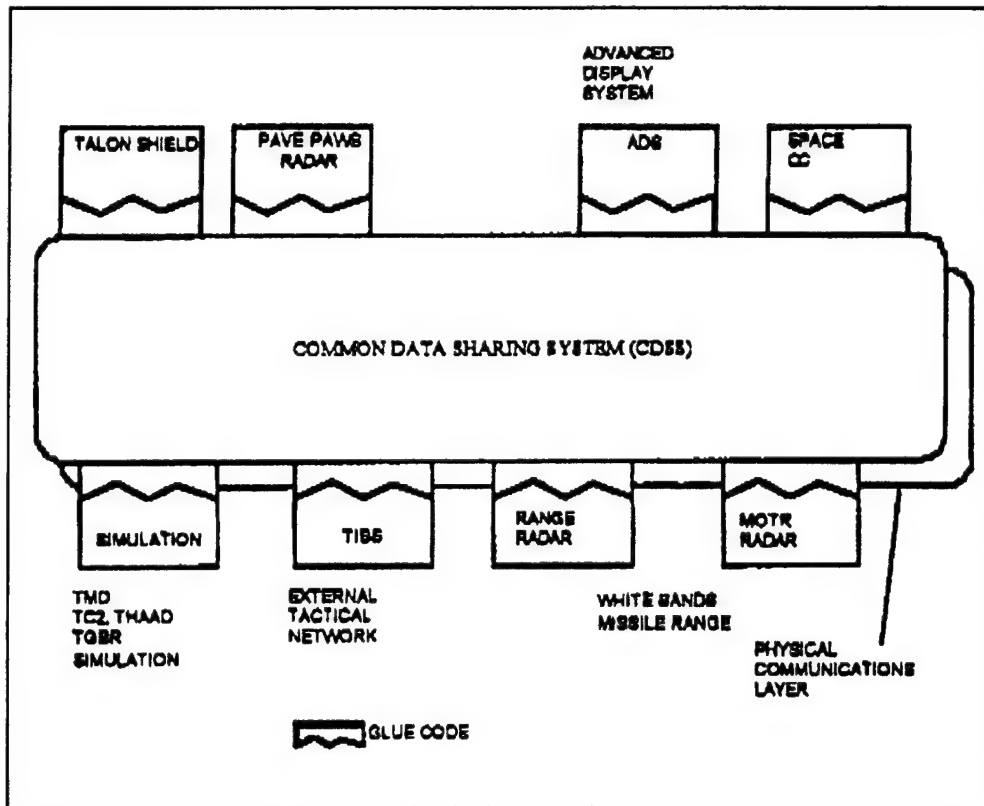 ADVANCED
DISPLAY
SYSTEM
TALON SHIELD
PAVE PAWS
RADAR
ADS
SPACE
CC
COMMON DATA SHARING SYSTEM (CDSS)
SIMULATION
TIBS
RANGE
RADAR
MOTR
RADAR
TMD
TC2, THAAD
TGBR
SIMULATION
EXTERNAL
TACTICAL
NETWORK
WHITE SANDS
MISSILE RANGE
PHYSICAL
COMMUNICATIONS
LAYER
GLUE CODE